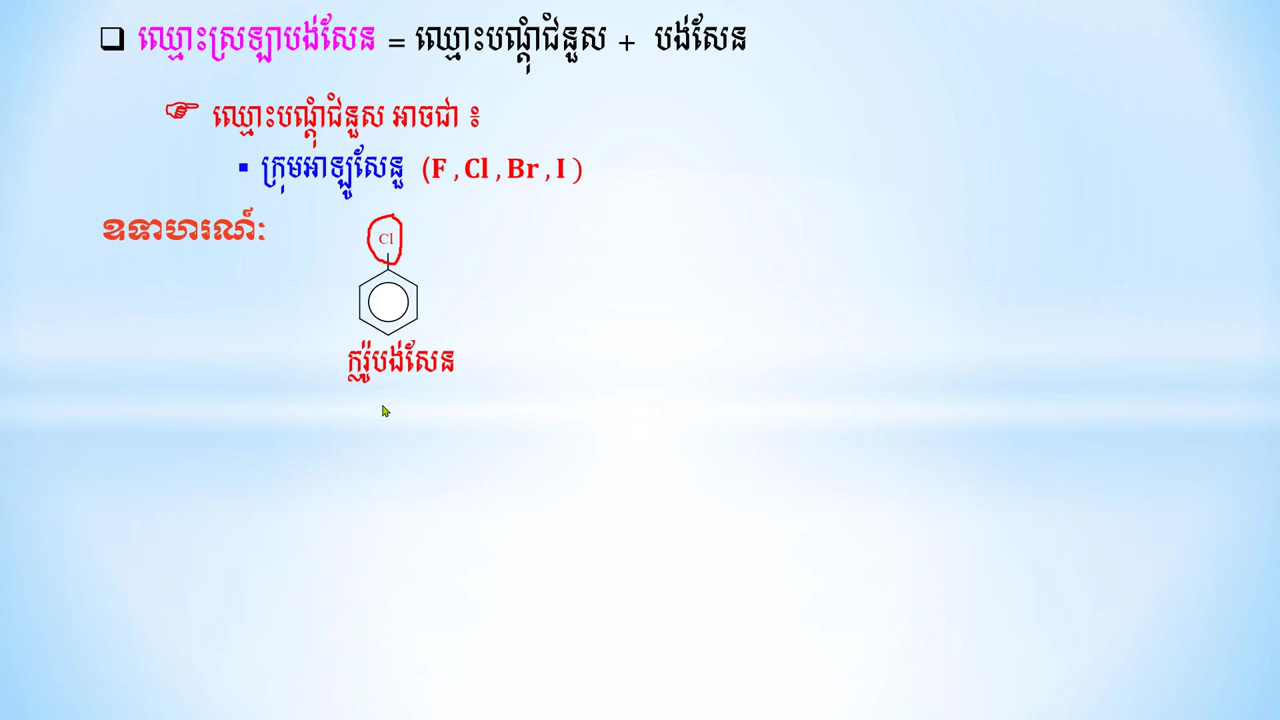 ឈ្មោះស្រឡាបង់សែន = ឈ្មោះបណ្តុំជំនួស + បង់សែន
ឈ្មោះបណ្តុំជំនួស អាចជា ៖
ក្រុមអាឡូសែនួ (F , Cl , Br , I )
ឧទាហរណ៍ៈ
Cl
ក្លរ៉ូបង់សែន